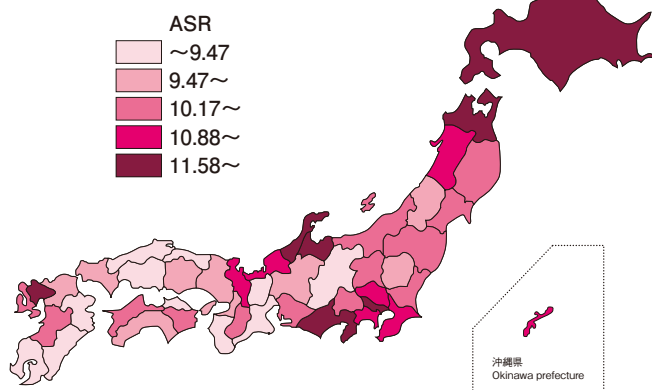 ASR
～9.47
9.47～
10.17～
10.88～
11.58～
沖縄県
Okinawa prefecture